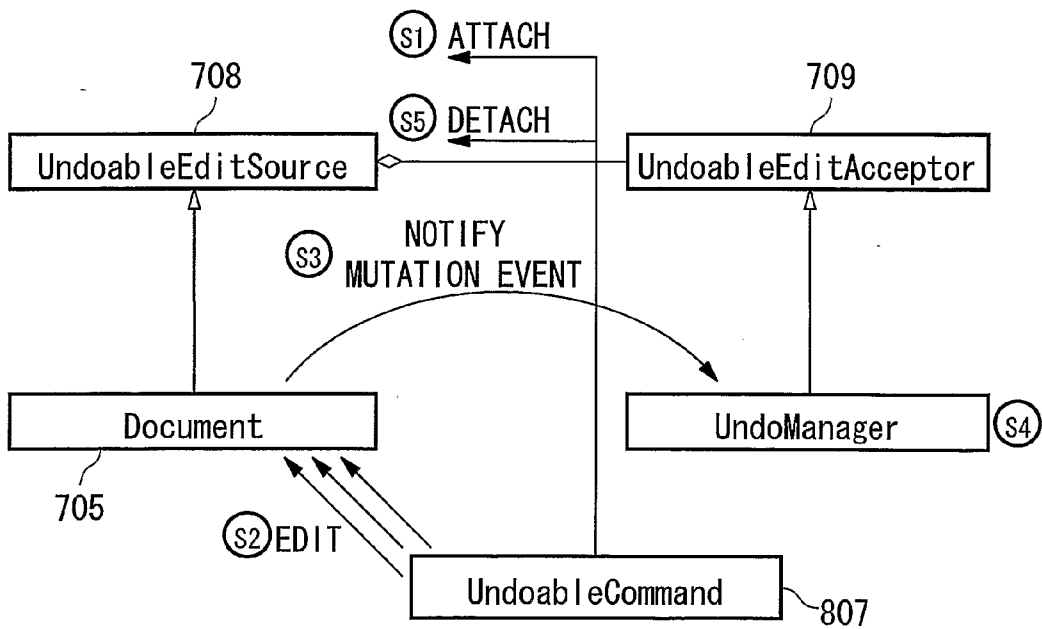 S1 ATTACH
708
709
S5 DETACH
UndoableEditSource
UndoableEditAcceptor
S3
NOTIFY
MUTATION EVENT
Document
UndoManager
S4
705
S2 EDIT
UndoableCommand
807